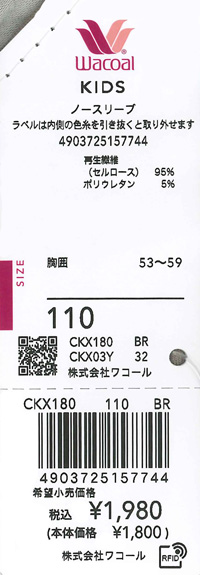 Wacoal
KIDS
ノースリーブ
ラベルは内側の色糸を引き抜くと取り外せます
4903725157744
再生繊維
(セルロース) 95%
ポリウレタン 5%
胸囲 53〜59
SIZE
110
CKX180 BR
CKX03Y 32
株式会社ワコール
CKX180 110 BR
4903725157744
希望小売価格
税込 ¥1,980
(本体価格 ¥1,800)
株式会社ワコール
RFID